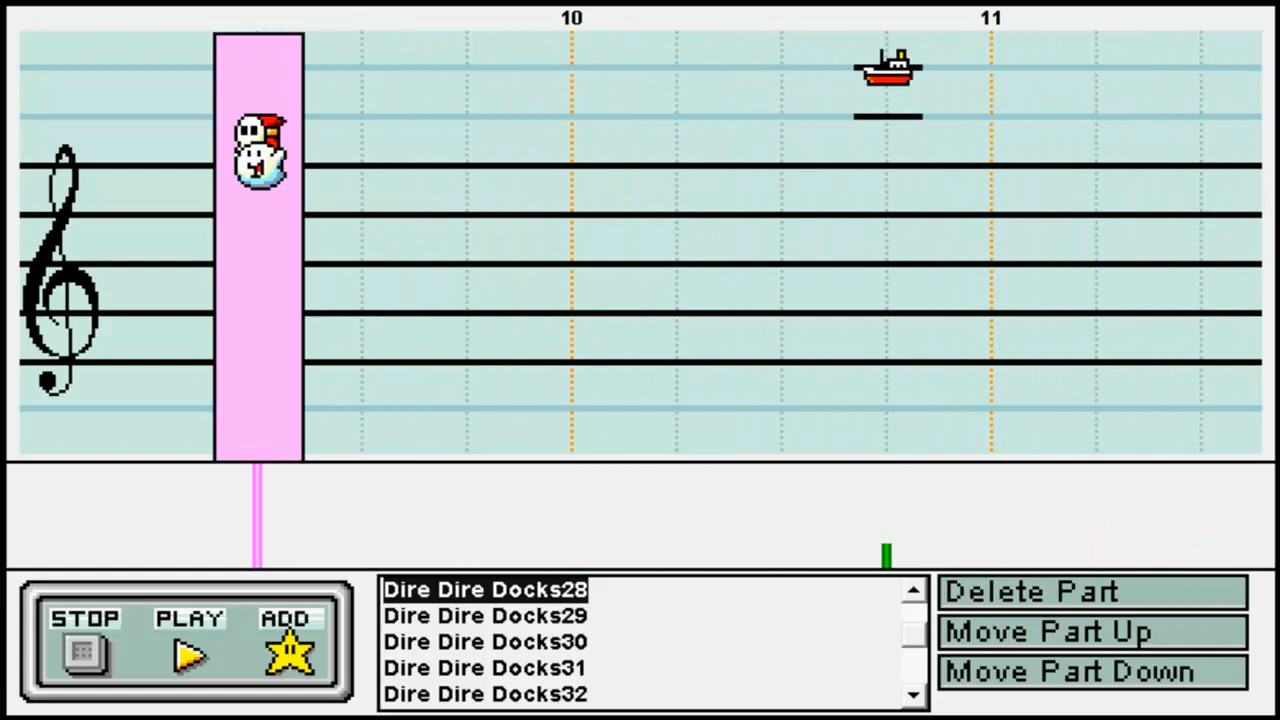 10 11
STOP PLAY ADD
Dire Dire Docks28
Dire Dire Docks29
Dire Dire Docks30
Dire Dire Docks31
Dire Dire Docks32
Delete Part
Move Part Up
Move Part Down